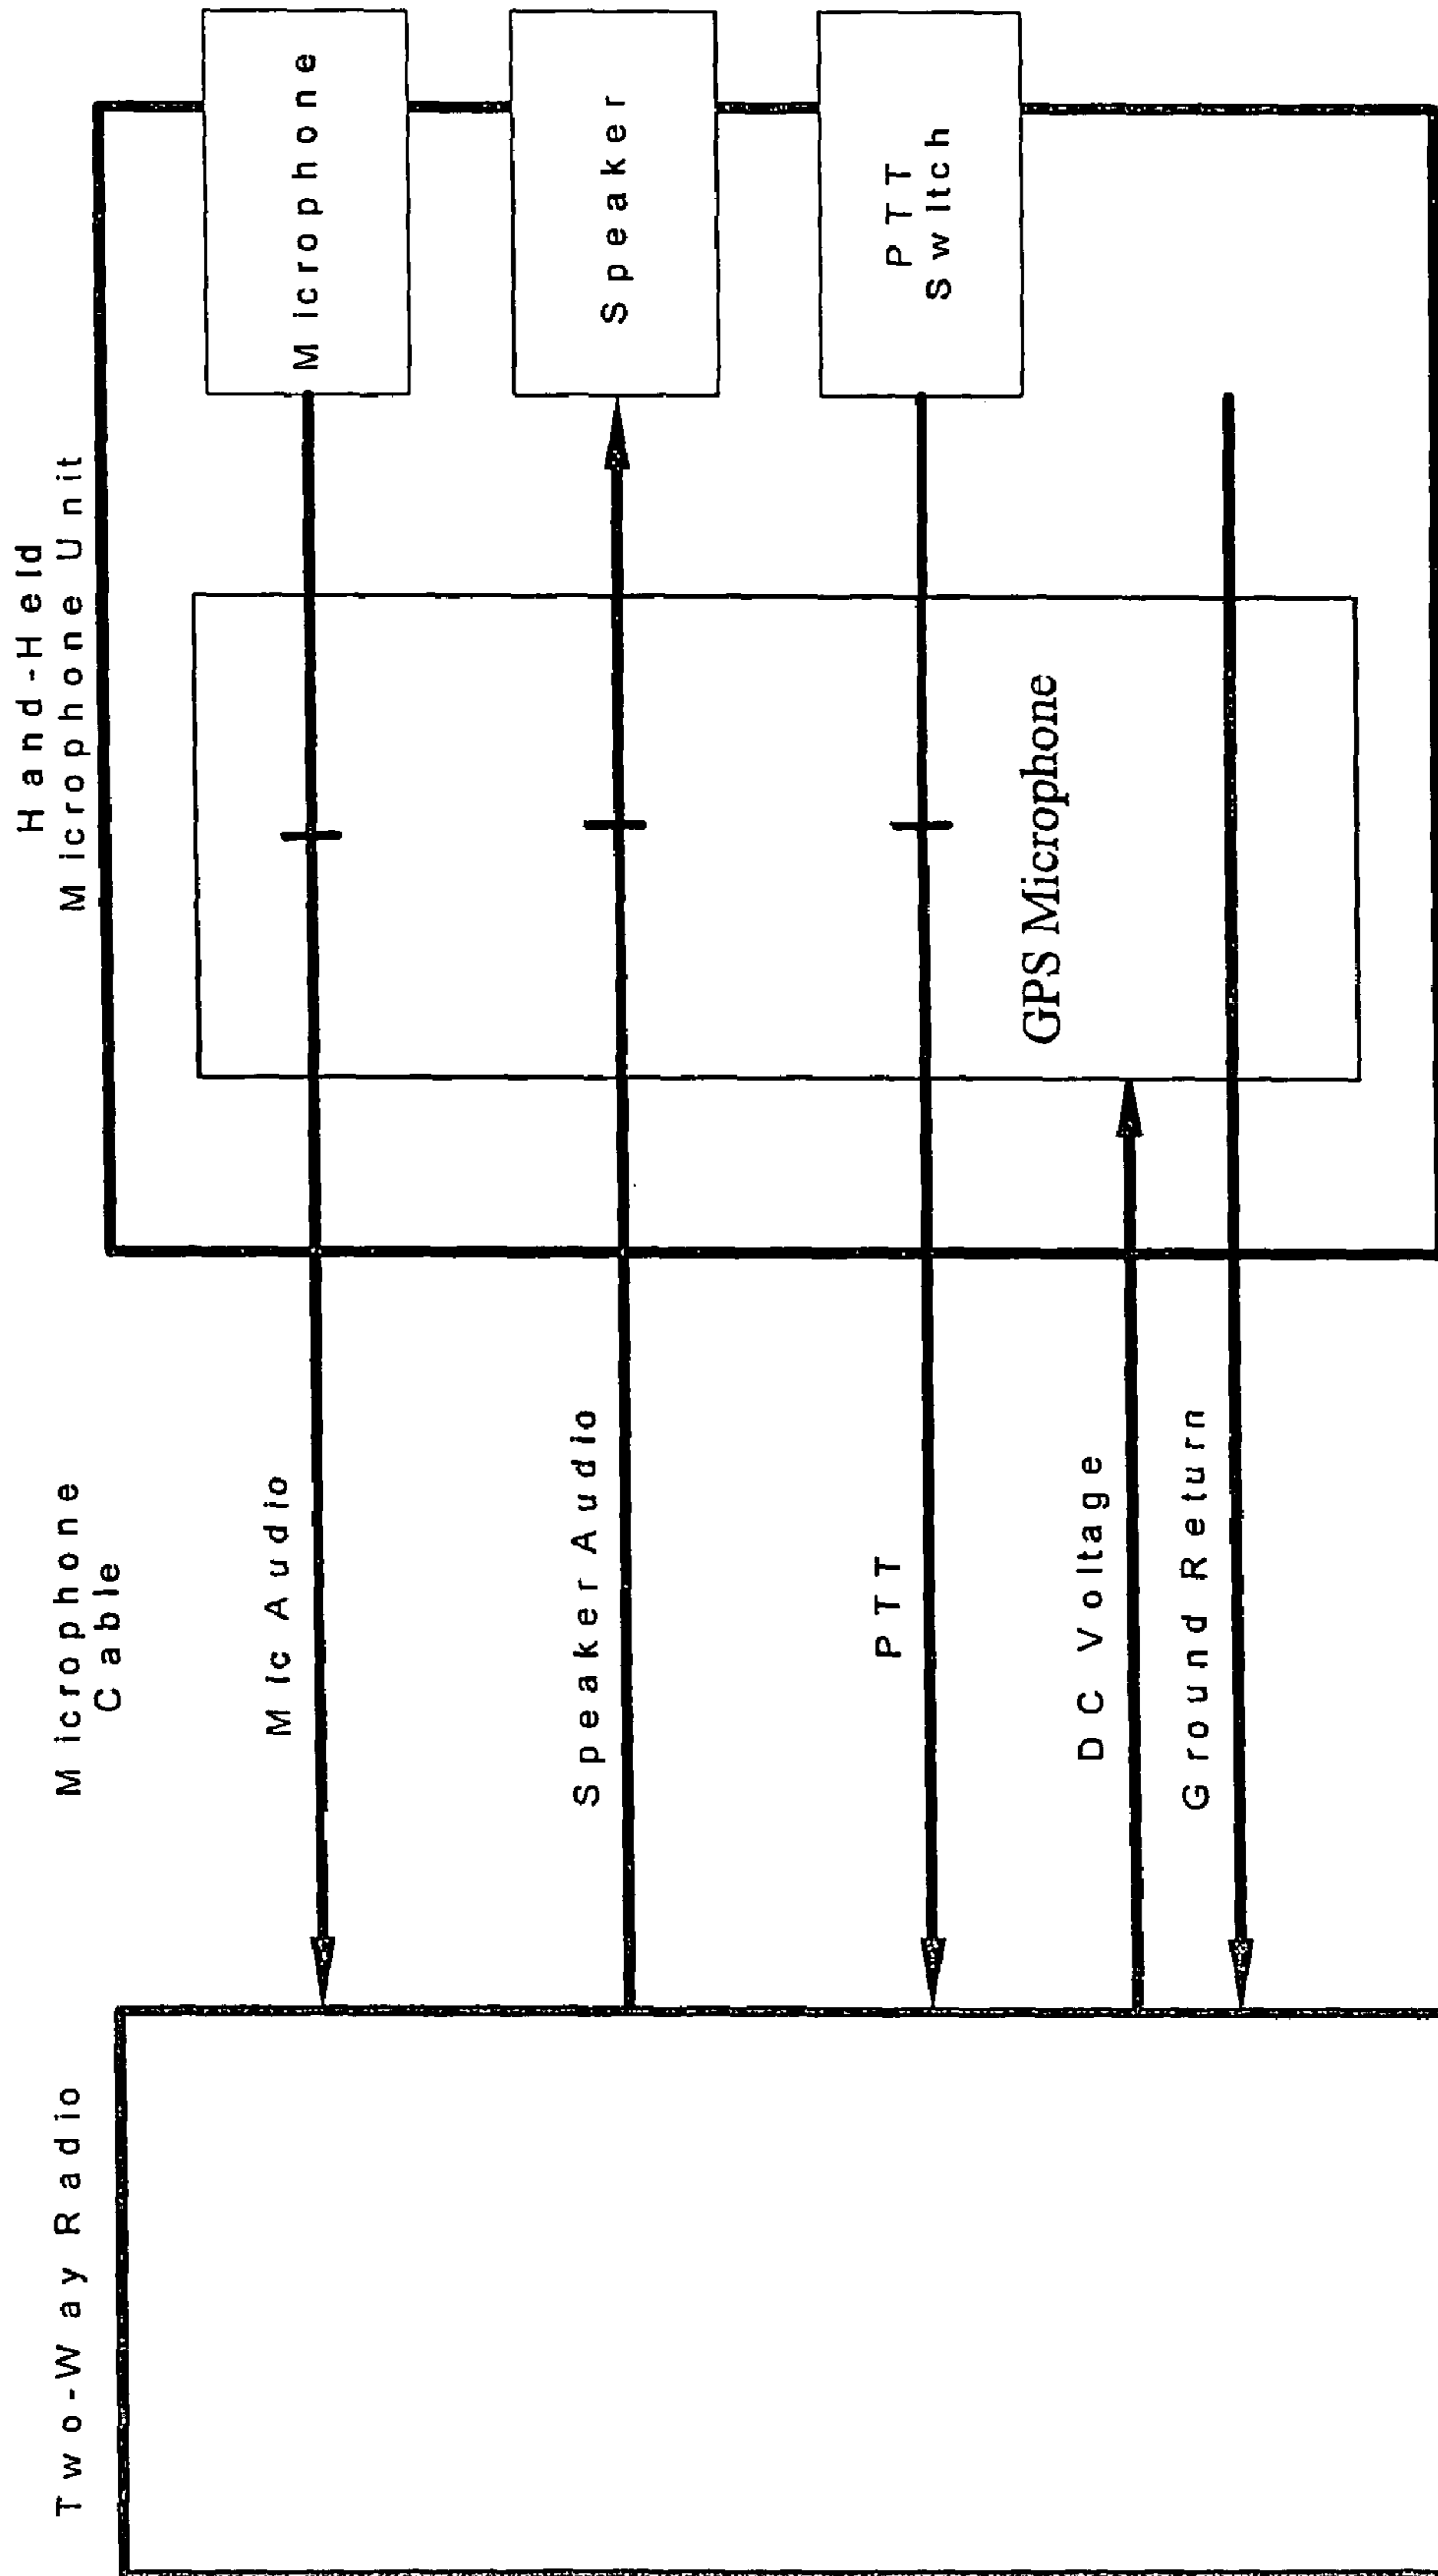 Two-Way Radio
Microphone
Cable
Hand-Held
Microphone Unit
Mic Audio
Microphone
Speaker Audio
Speaker
PTT
PTT
Switch
GPS Microphone
DC Voltage
Ground Return